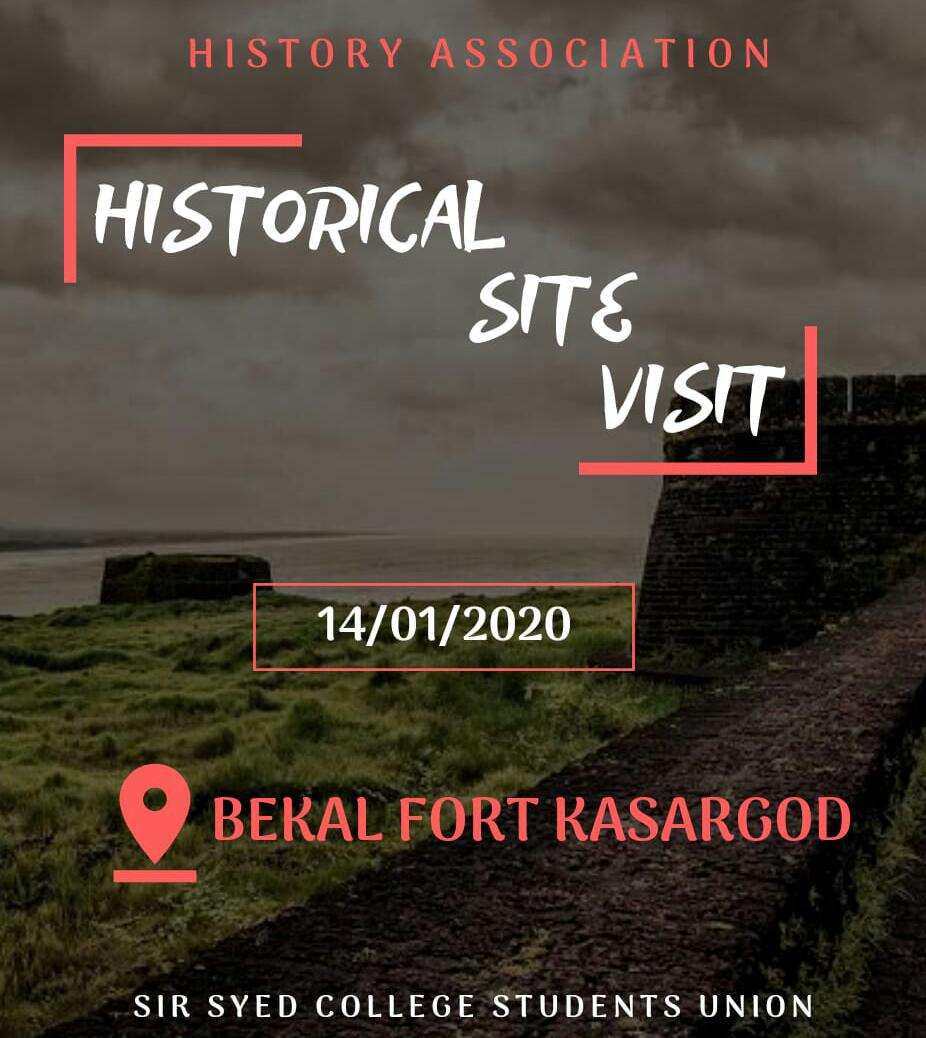 HISTORY ASSOCIATION
HISTORICAL
SITE
VISIT
14/01/2020
BEKAL FORT KASARGOD
SIR SYED COLLEGE STUDENTS UNION